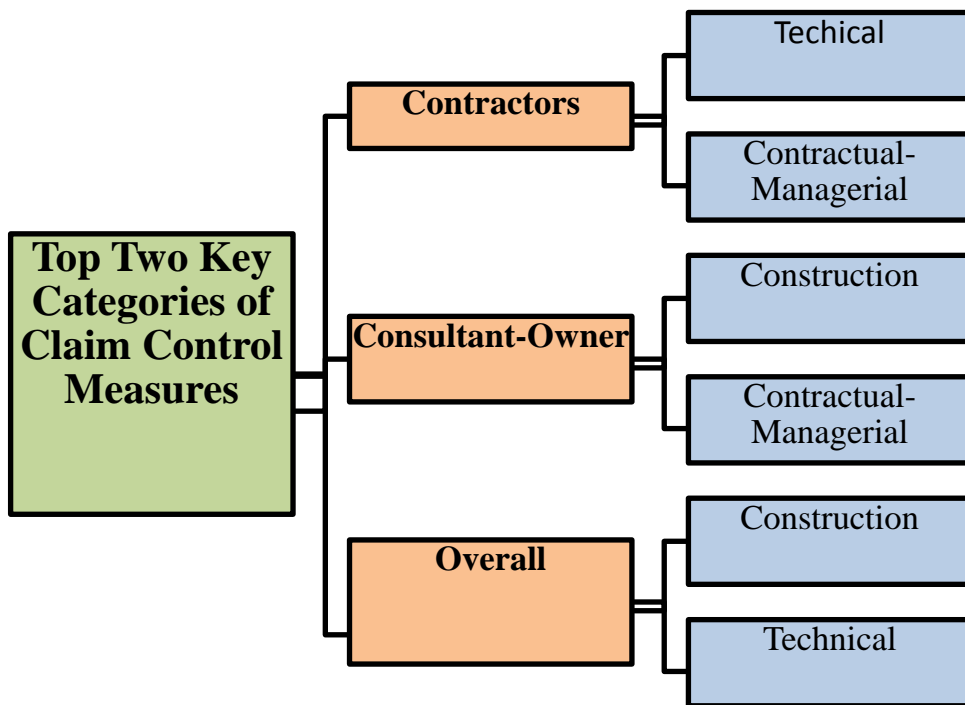 Top Two Key
Categories of
Claim Control
Measures
Contractors
Techical
Contractual-
Managerial
Consultant-Owner
Construction
Contractual-
Managerial
Overall
Construction
Technical